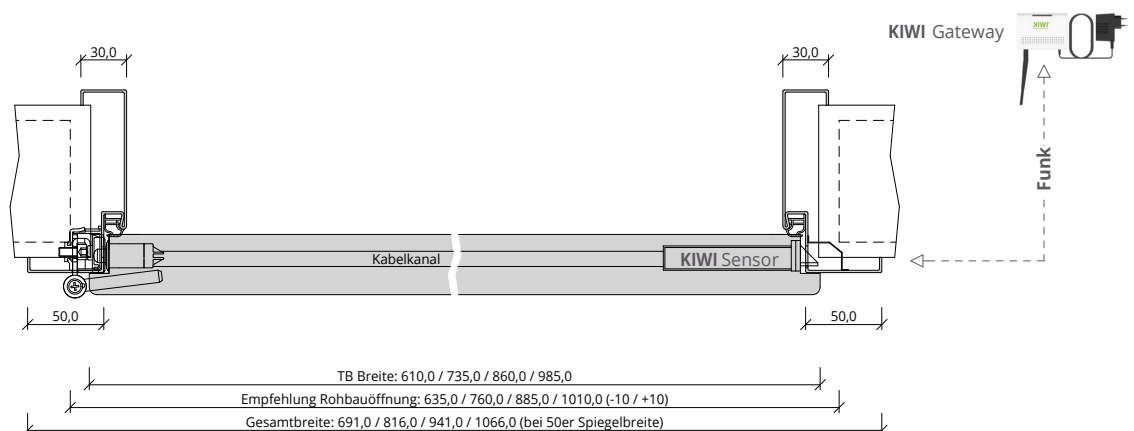 KIWI Gateway
KIWI
30,0
30,0
Funk
Kabelkanal
KIWI Sensor
50,0
50,0
TB Breite: 610,0 / 735,0 / 860,0 / 985,0
Empfehlung Rohbauöffnung: 635,0 / 760,0 / 885,0 / 1010,0 (-10 / +10)
Gesamtbreite: 691,0 / 816,0 / 941,0 / 1066,0 (bei 50er Spiegelbreite)